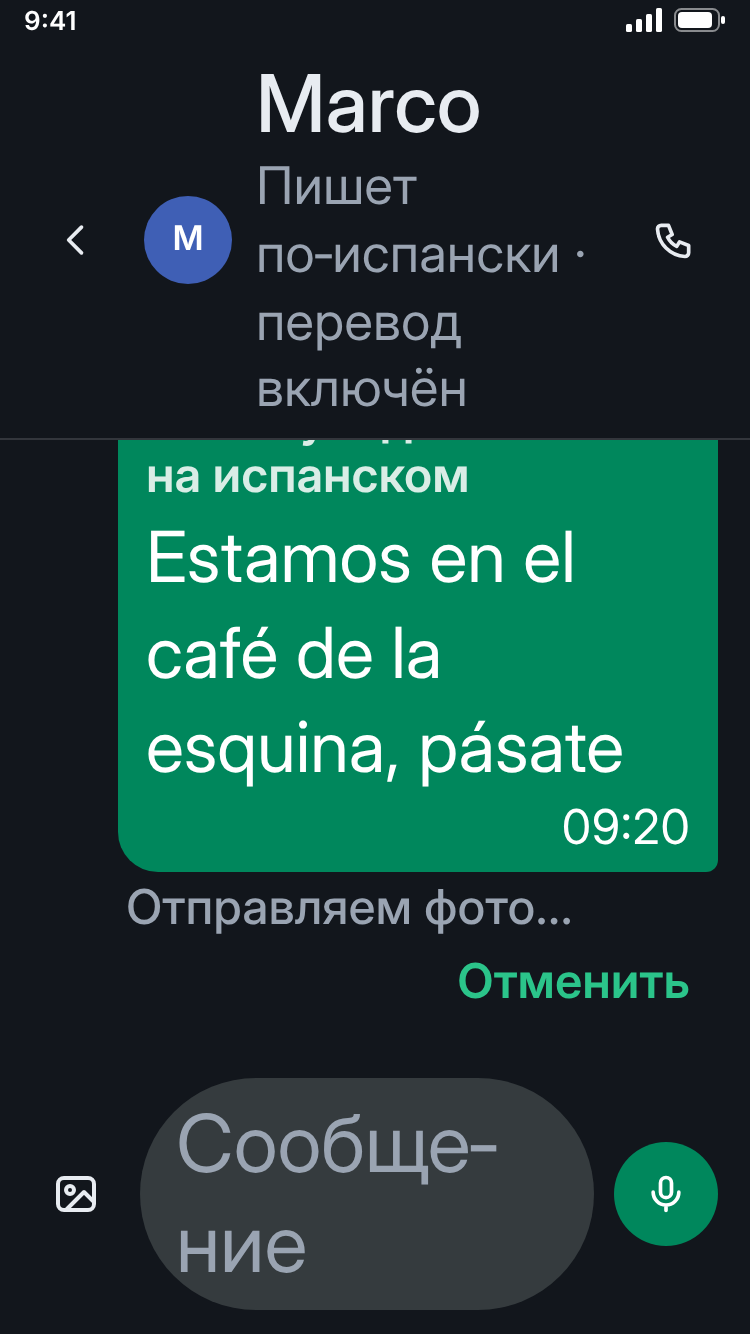 9:41
Marco
Пишет
по-испански ·
перевод
включён
M
на испанском
Estamos en el
café de la
esquina, pásate
09:20
Отправляем фото…
Отменить
Сообще-
ние